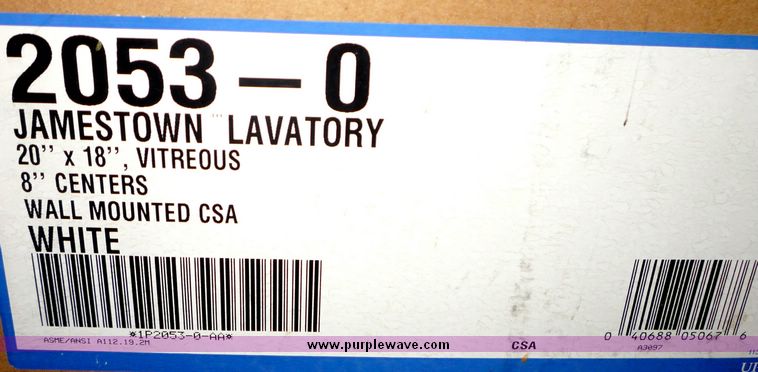 2053-0
JAMESTOWN LAVATORY
20'' x 18'', VITREOUS
8'' CENTERS
WALL MOUNTED CSA
WHITE
*1P2053-0-AA*
0 40688 05067 6
ASME/ANSI A112.19.2M
www.purplewave.com
CSA
A3097